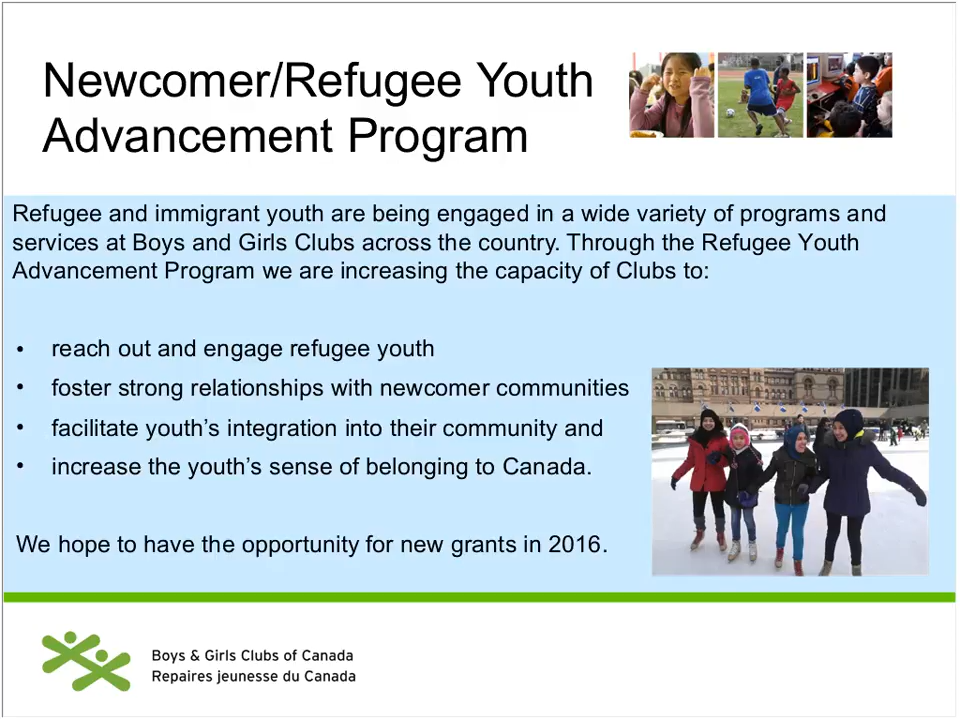 Newcomer/Refugee Youth
Advancement Program
Refugee and immigrant youth are being engaged in a wide variety of programs and
services at Boys and Girls Clubs across the country. Through the Refugee Youth
Advancement Program we are increasing the capacity of Clubs to:
• reach out and engage refugee youth
• foster strong relationships with newcomer communities
• facilitate youth’s integration into their community and
• increase the youth’s sense of belonging to Canada.
We hope to have the opportunity for new grants in 2016.
Boys & Girls Clubs of Canada
Repaires jeunesse du Canada